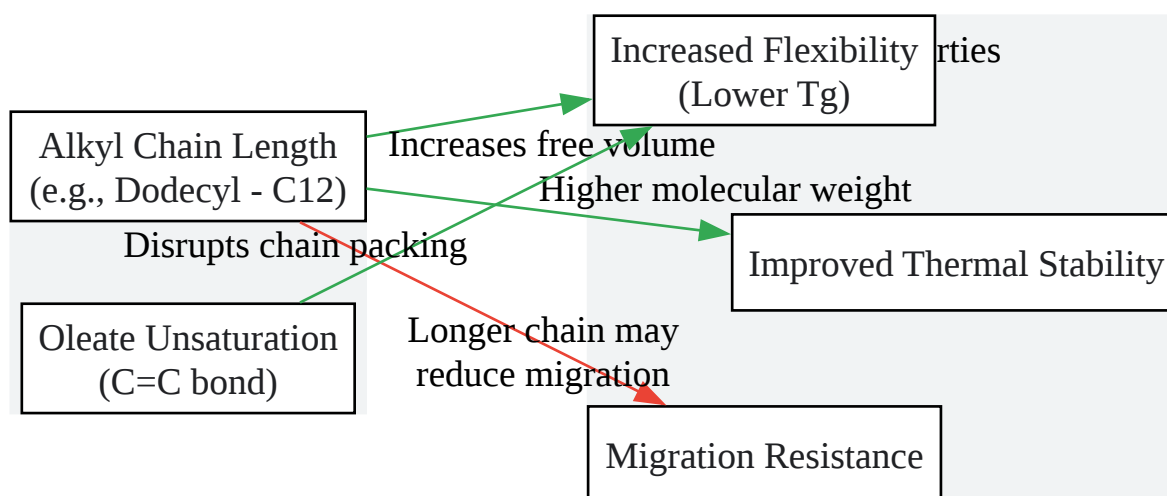 Increased Flexibility
(Lower Tg)
rties
Alkyl Chain Length
(e.g., Dodecyl - C12)
Increases free volume
Higher molecular weight
Disrupts chain packing
Improved Thermal Stability
Oleate Unsaturation
(C=C bond)
Longer chain may
reduce migration
Migration Resistance